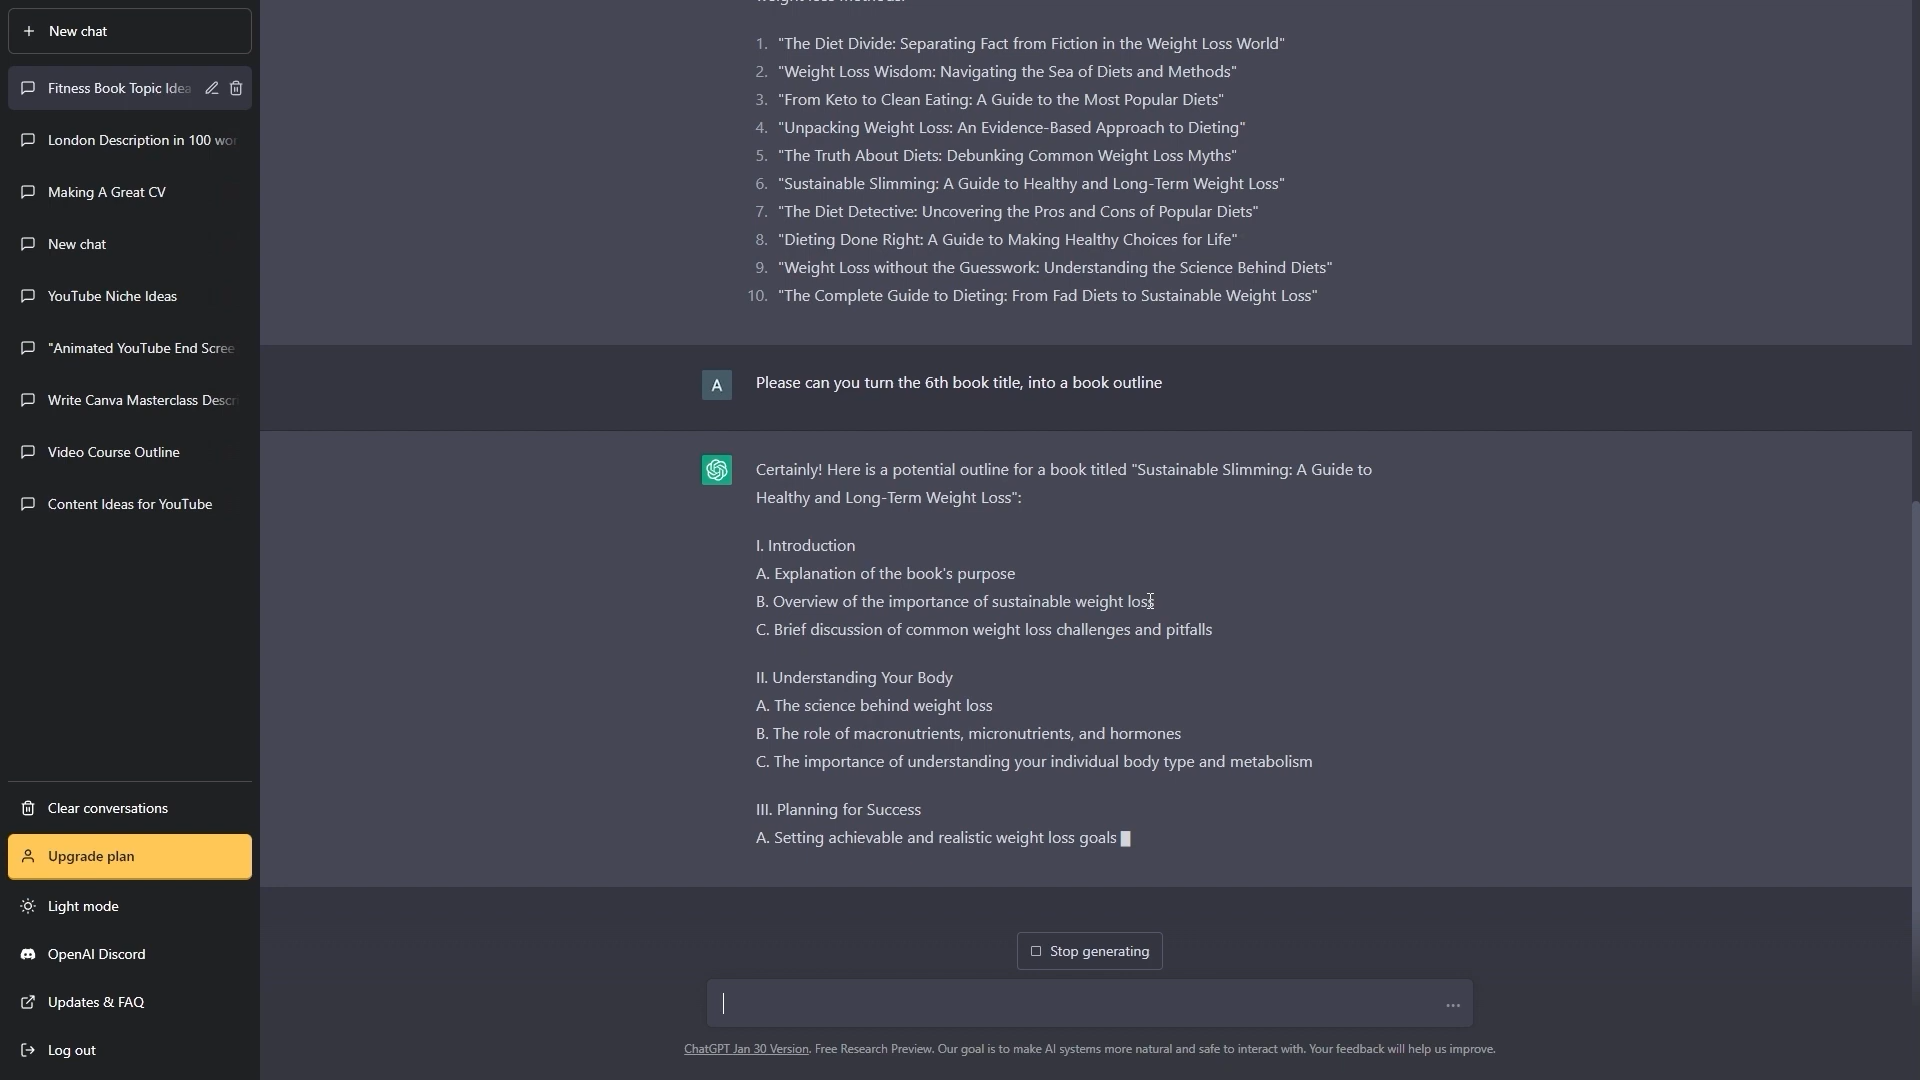 New chat
Fitness Book Topic Idea
London Description in 100 wor
Making A Great CV
New chat
YouTube Niche Ideas
"Animated YouTube End Scree
Write Canva Masterclass Descr
Video Course Outline
Content Ideas for YouTube
Clear conversations
Upgrade plan
Light mode
OpenAI Discord
Updates & FAQ
Log out
weight loss methods.
1. "The Diet Divide: Separating Fact from Fiction in the Weight Loss World"
2. "Weight Loss Wisdom: Navigating the Sea of Diets and Methods"
3. "From Keto to Clean Eating: A Guide to the Most Popular Diets"
4. "Unpacking Weight Loss: An Evidence-Based Approach to Dieting"
5. "The Truth About Diets: Debunking Common Weight Loss Myths"
6. "Sustainable Slimming: A Guide to Healthy and Long-Term Weight Loss"
7. "The Diet Detective: Uncovering the Pros and Cons of Popular Diets"
8. "Dieting Done Right: A Guide to Making Healthy Choices for Life"
9. "Weight Loss without the Guesswork: Understanding the Science Behind Diets"
10. "The Complete Guide to Dieting: From Fad Diets to Sustainable Weight Loss"
A
Please can you turn the 6th book title, into a book outline
Certainly! Here is a potential outline for a book titled "Sustainable Slimming: A Guide to
Healthy and Long-Term Weight Loss":
I. Introduction
A. Explanation of the book's purpose
B. Overview of the importance of sustainable weight loss
C. Brief discussion of common weight loss challenges and pitfalls
II. Understanding Your Body
A. The science behind weight loss
B. The role of macronutrients, micronutrients, and hormones
C. The importance of understanding your individual body type and metabolism
III. Planning for Success
A. Setting achievable and realistic weight loss goals
Stop generating
ChatGPT Jan 30 Version. Free Research Preview. Our goal is to make AI systems more natural and safe to interact with. Your feedback will help us improve.